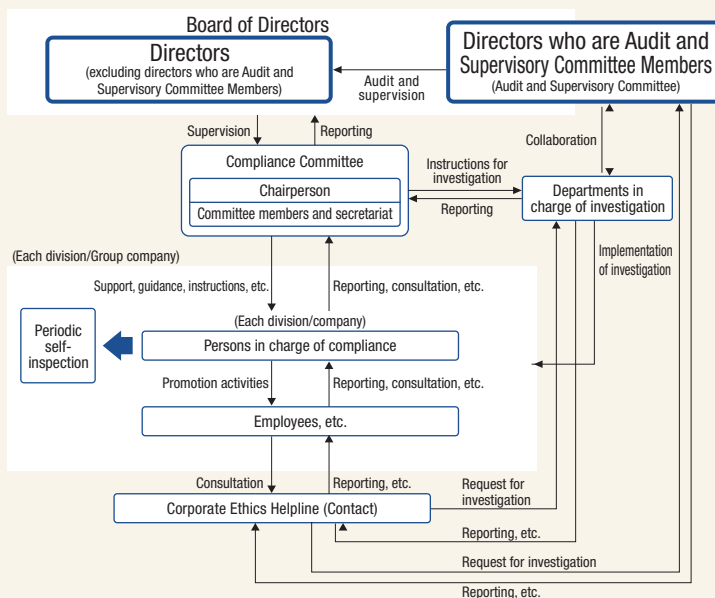 Board of Directors
Directors
(excluding directors who are Audit and
Supervisory Committee Members)
Audit and
supervision
Directors who are Audit and
Supervisory Committee Members
(Audit and Supervisory Committee)
Supervision
Reporting
Collaboration
Compliance Committee
Chairperson
Committee members and secretariat
Instructions for
investigation
Reporting
Departments in
charge of investigation
Implementation
of investigation
(Each division/Group company)
Support, guidance, instructions, etc.
Reporting, consultation, etc.
(Each division/company)
Periodic
self-
inspection
Persons in charge of compliance
Promotion activities
Reporting, consultation, etc.
Employees, etc.
Consultation
Reporting, etc.
Request for
investigation
Corporate Ethics Helpline (Contact)
Reporting, etc.
Request for investigation
Reporting, etc.